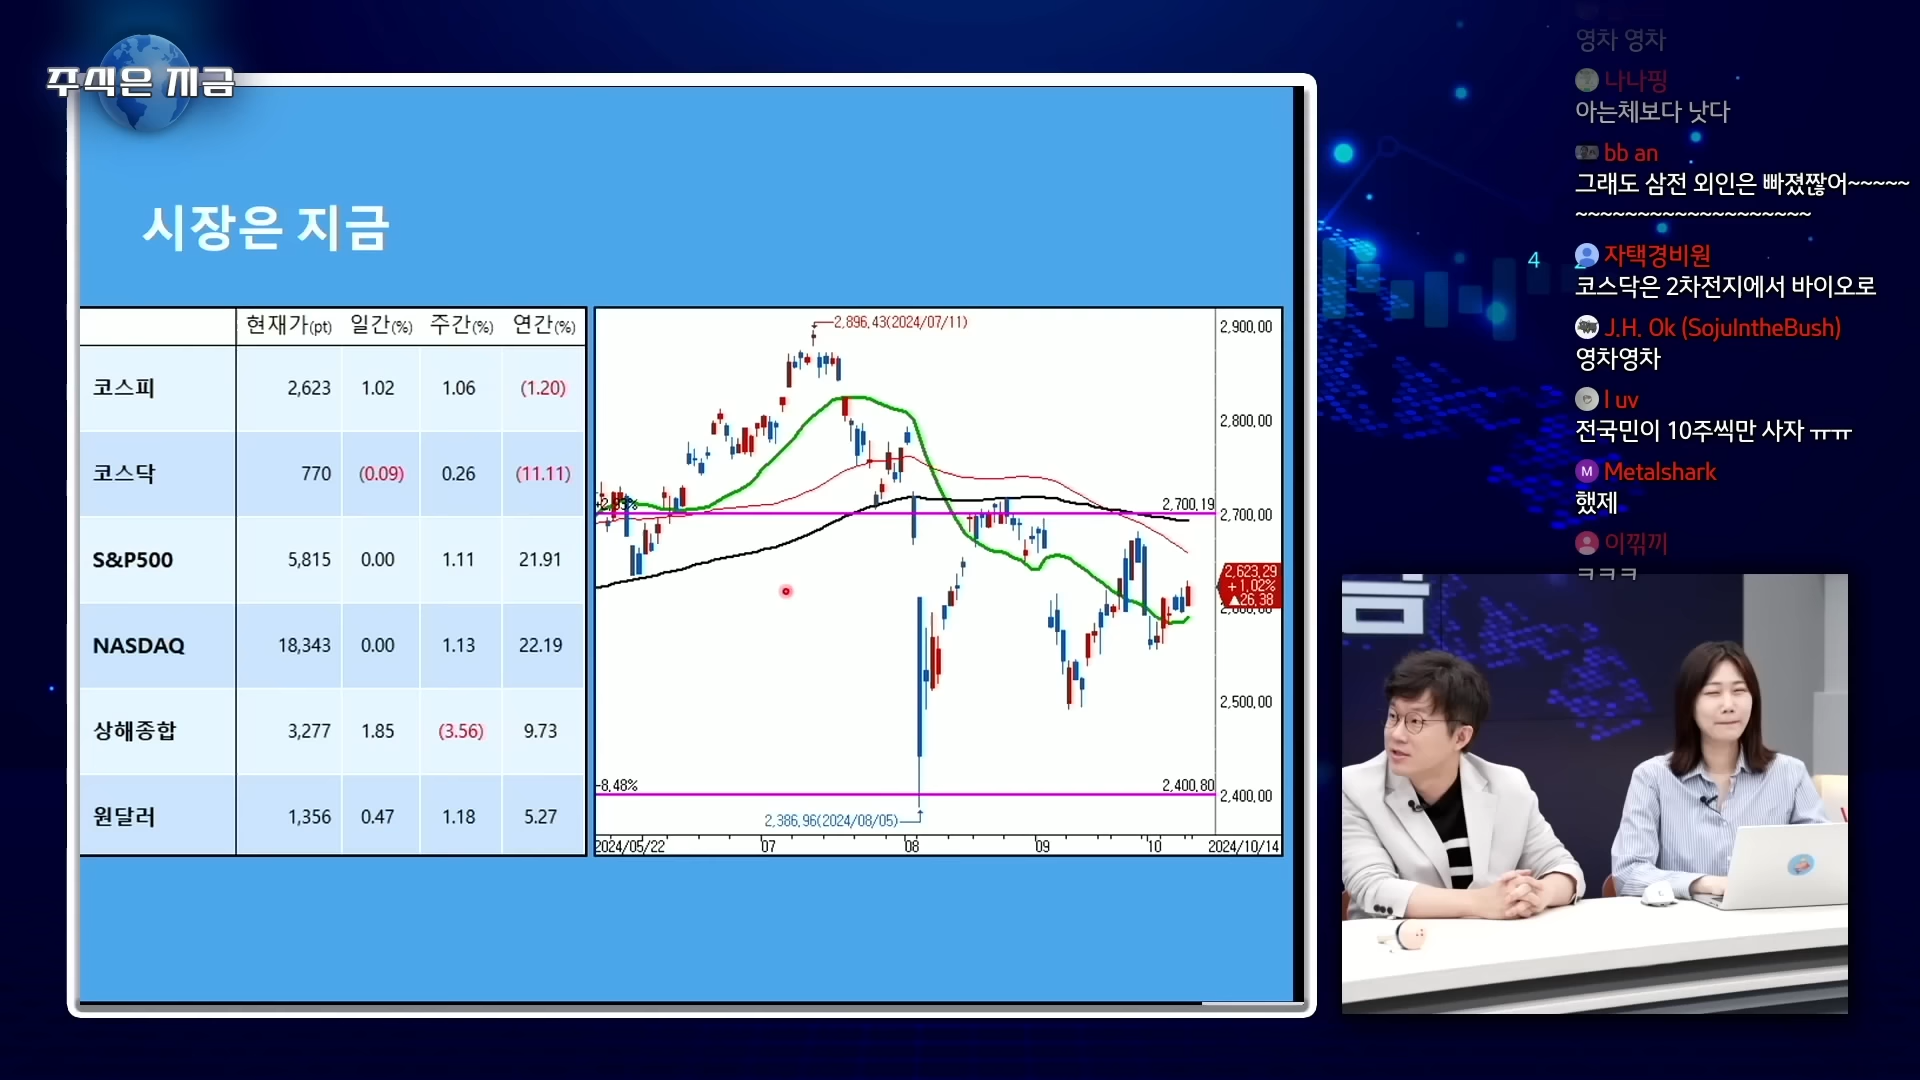 주식은 지금
시장은 지금
현재가(pt) 일간(%) 주간(%) 연간(%)
코스피 2,623 1.02 1.06 (1.20)
코스닥 770 (0.09) 0.26 (11.11)
S&P500 5,815 0.00 1.11 21.91
NASDAQ 18,343 0.00 1.13 22.19
상해종합 3,277 1.85 (3.56) 9.73
원달러 1,356 0.47 1.18 5.27
2,896.43(2024/07/11)
2,900.00
2,800.00
2,700.19
2,700.00
2,623.29
+1.02%
▲26.38
2,600.00
2,500.00
-8.48%
2,400.80
2,400.00
2,386.96(2024/08/05)
2024/05/22 07 08 09 10 2024/10/14
영차 영차
나나핑
아는체보다 낫다
bb an
그래도 삼전 외인은 빠졌짢어~~~~~
~~~~~~~~~~~~~~~~~~~
자택경비원
코스닥은 2차전지에서 바이오로
J.H. Ok (SojuIntheBush)
영차영차
l uv
전국민이 10주씩만 사자 ㅠㅠ
M Metalshark
했제
이꺾끼
ㅋㅋㅋ
4
금